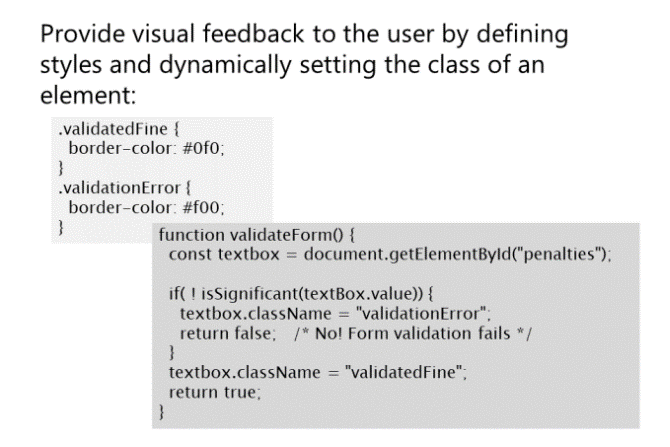 Provide visual feedback to the user by defining
styles and dynamically setting the class of an
element:
.validatedFine {
border-color: #0f0;
}
.validationError {
border-color: #f00;
}
function validateForm() {
const textbox = document.getElementById("penalties");
if( ! isSignificant(textBox.value)) {
textbox.className = "validationError";
return false; /* No! Form validation fails */
}
textbox.className = "validatedFine";
return true;
}